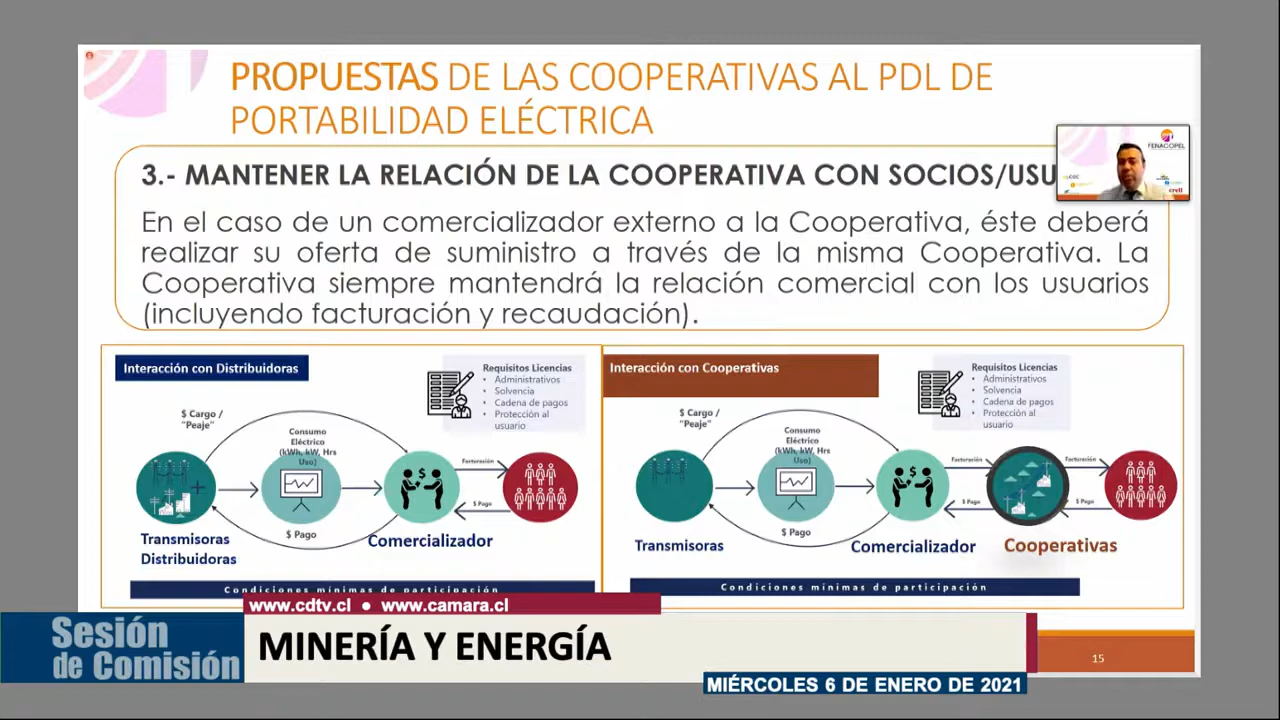 PROPUESTAS DE LAS COOPERATIVAS AL PDL DE
PORTABILIDAD ELÉCTRICA
FENACOPEL
crell
3.- MANTENER LA RELACIÓN DE LA COOPERATIVA CON SOCIOS/USU
En el caso de un comercializador externo a la Cooperativa, éste deberá
realizar su oferta de suministro a través de la misma Cooperativa. La
Cooperativa siempre mantendrá la relación comercial con los usuarios
(incluyendo facturación y recaudación).
Interacción con Distribuidoras
Requisitos Licencias
• Administrativos
• Solvencia
• Cadena de pagos
• Protección al
usuario
$ Cargo /
"Peaje"
Consumo
Eléctrico
(kWh, kW, Hrs
Uso)
Facturación
$ Pago
$ Pago
Transmisoras
Distribuidoras
Comercializador
Condiciones mínimas de participación
Interacción con Cooperativas
Requisitos Licencias
• Administrativos
• Solvencia
• Cadena de pagos
• Protección al
usuario
$ Cargo /
"Peaje"
Consumo
Eléctrico
(kWh, kW, Hrs
Uso)
Facturación
Facturación
$ Pago
$ Pago
$ Pago
Transmisoras
Comercializador
Cooperativas
Condiciones mínimas de participación
www.cdtv.cl • www.camara.cl
Sesión
de Comisión
MINERÍA Y ENERGÍA
15
MIÉRCOLES 6 DE ENERO DE 2021